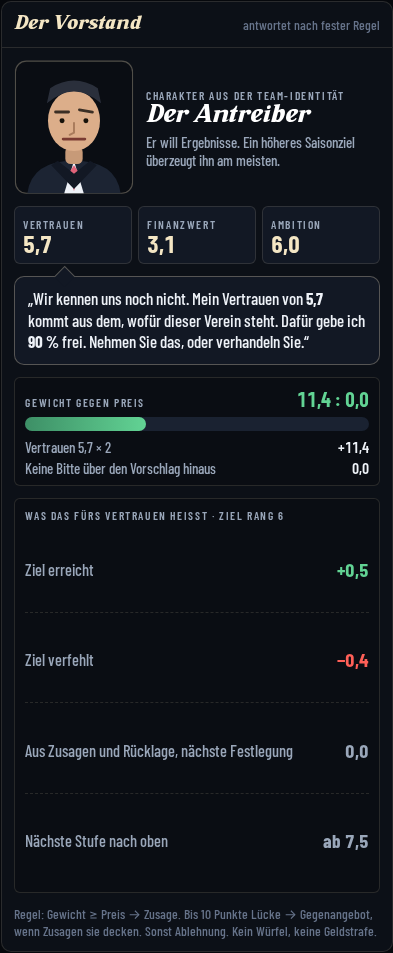 Der Vorstand
antwortet nach fester Regel
CHARAKTER AUS DER TEAM-IDENTITÄT
Der Antreiber
Er will Ergebnisse. Ein höheres Saisonziel
überzeugt ihn am meisten.
VERTRAUEN
5,7
FINANZWERT
3,1
AMBITION
6,0
„Wir kennen uns noch nicht. Mein Vertrauen von 5,7
kommt aus dem, wofür dieser Verein steht. Dafür gebe ich
90 % frei. Nehmen Sie das, oder verhandeln Sie.“
GEWICHT GEGEN PREIS
11,4 : 0,0
Vertrauen 5,7 × 2
+11,4
Keine Bitte über den Vorschlag hinaus
0,0
WAS DAS FÜRS VERTRAUEN HEISST · ZIEL RANG 6
Ziel erreicht
+0,5
Ziel verfehlt
−0,4
Aus Zusagen und Rücklage, nächste Festlegung
0,0
Nächste Stufe nach oben
ab 7,5
Regel: Gewicht ≥ Preis → Zusage. Bis 10 Punkte Lücke → Gegenangebot,
wenn Zusagen sie decken. Sonst Ablehnung. Kein Würfel, keine Geldstrafe.